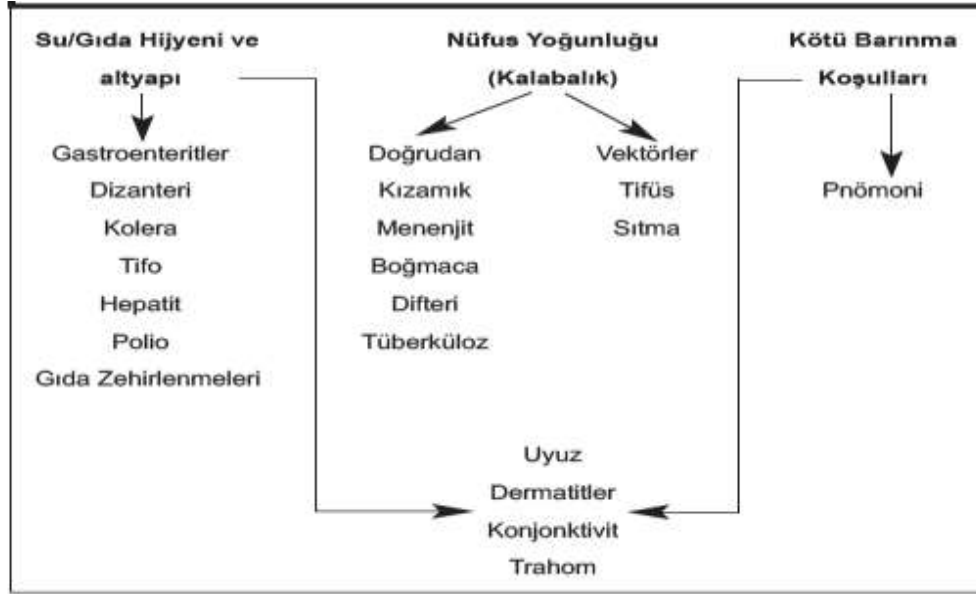 Su/Gıda Hijyeni ve
altyapı
Gastroenteritler
Dizanteri
Kolera
Tifo
Hepatit
Polio
Gıda Zehirlenmeleri
Nüfus Yoğunluğu
(Kalabalık)
Doğrudan
Kızamık
Menenjit
Boğmaca
Difteri
Tüberküloz
Vektörler
Tifüs
Sıtma
Kötü Barınma
Koşulları
Pnömoni
Uyuz
Dermatitler
Konjonktivit
Trahom